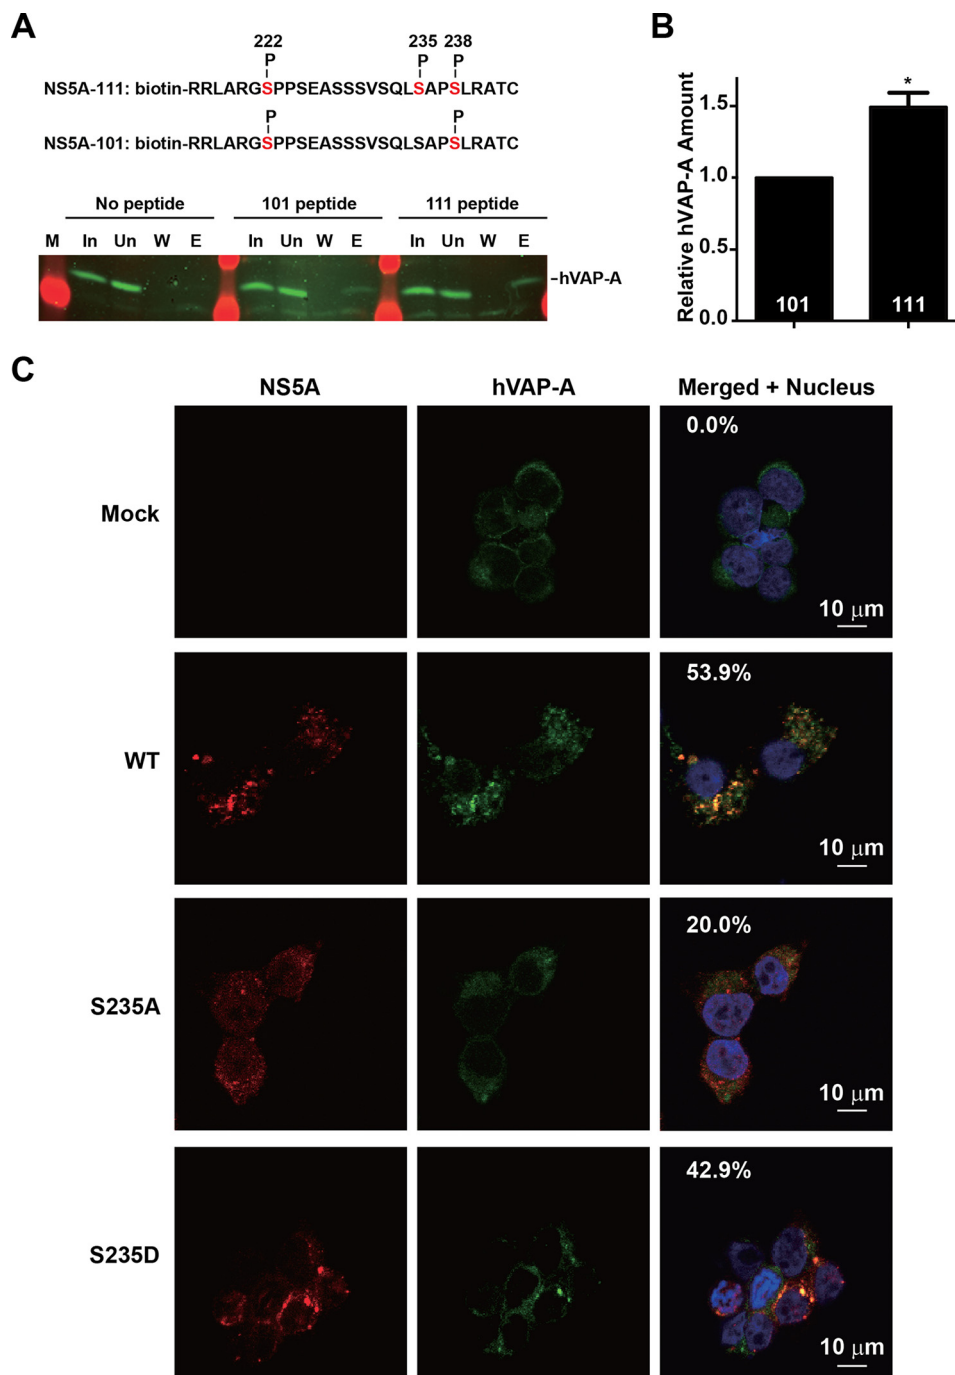 A
222 235 238
P P P
NS5A-111: biotin-RRLARGSPPSEASSSVSQLSAPSLRATC
P P
NS5A-101: biotin-RRLARGSPPSEASSSVSQLSAPSLRATC
No peptide 101 peptide 111 peptide
M In Un W E In Un W E In Un W E
-hVAP-A
B
Relative hVAP-A Amount
*
1.5
1.0
0.5
0.0
101 111
C
NS5A hVAP-A Merged + Nucleus
Mock
0.0%
10 μm
WT
53.9%
10 μm
S235A
20.0%
10 μm
S235D
42.9%
10 μm